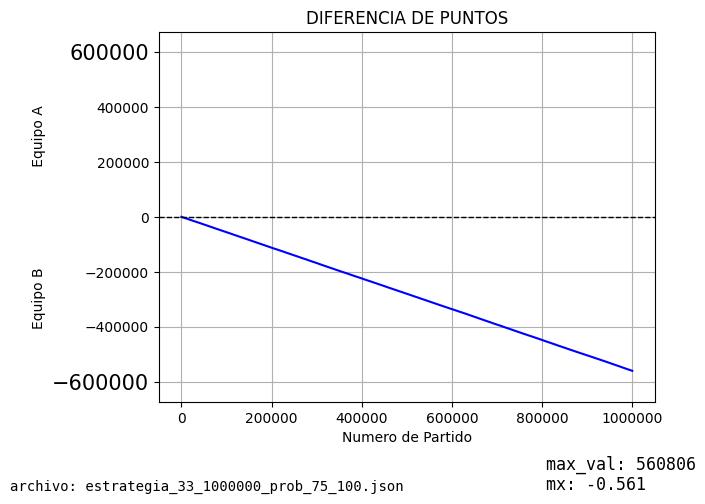 DIFERENCIA DE PUNTOS
600000
400000
200000
0
−200000
−400000
−600000
Equipo A
Equipo B
0 200000 400000 600000 800000 1000000
Numero de Partido
max_val: 560806
mx: -0.561
archivo: estrategia_33_1000000_prob_75_100.json